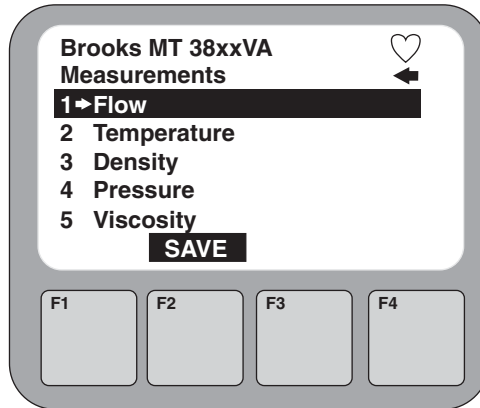 Brooks MT 38xxVA
Measurements
1➔Flow
2 Temperature
3 Density
4 Pressure
5 Viscosity
SAVE
F1 F2 F3 F4